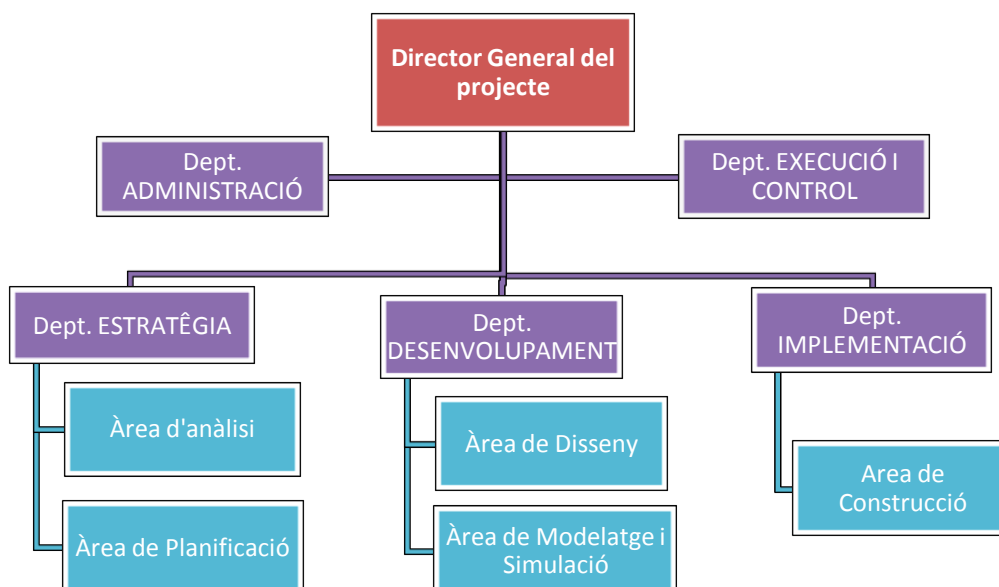 Director General del
projecte
Dept.
ADMINISTRACIÓ
Dept. EXECUCIÓ I
CONTROL
Dept. ESTRATÊGIA
Dept.
DESENVOLUPAMENT
Dept.
IMPLEMENTACIÓ
Àrea d'anàlisi
Àrea de Disseny
Area de
Construcció
Àrea de Planificació
Àrea de Modelatge i
Simulació